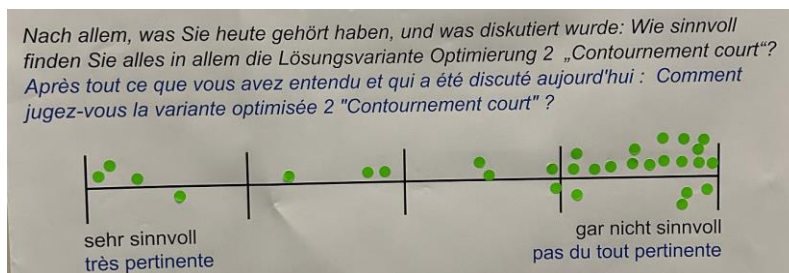 Nach allem, was Sie heute gehört haben, und was diskutiert wurde: Wie sinnvoll
finden Sie alles in allem die Lösungsvariante Optimierung 2 „Contournement court“?
Après tout ce que vous avez entendu et qui a été discuté aujourd'hui : Comment
jugez-vous la variante optimisée 2 "Contournement court" ?
sehr sinnvoll
très pertinente
gar nicht sinnvoll
pas du tout pertinente